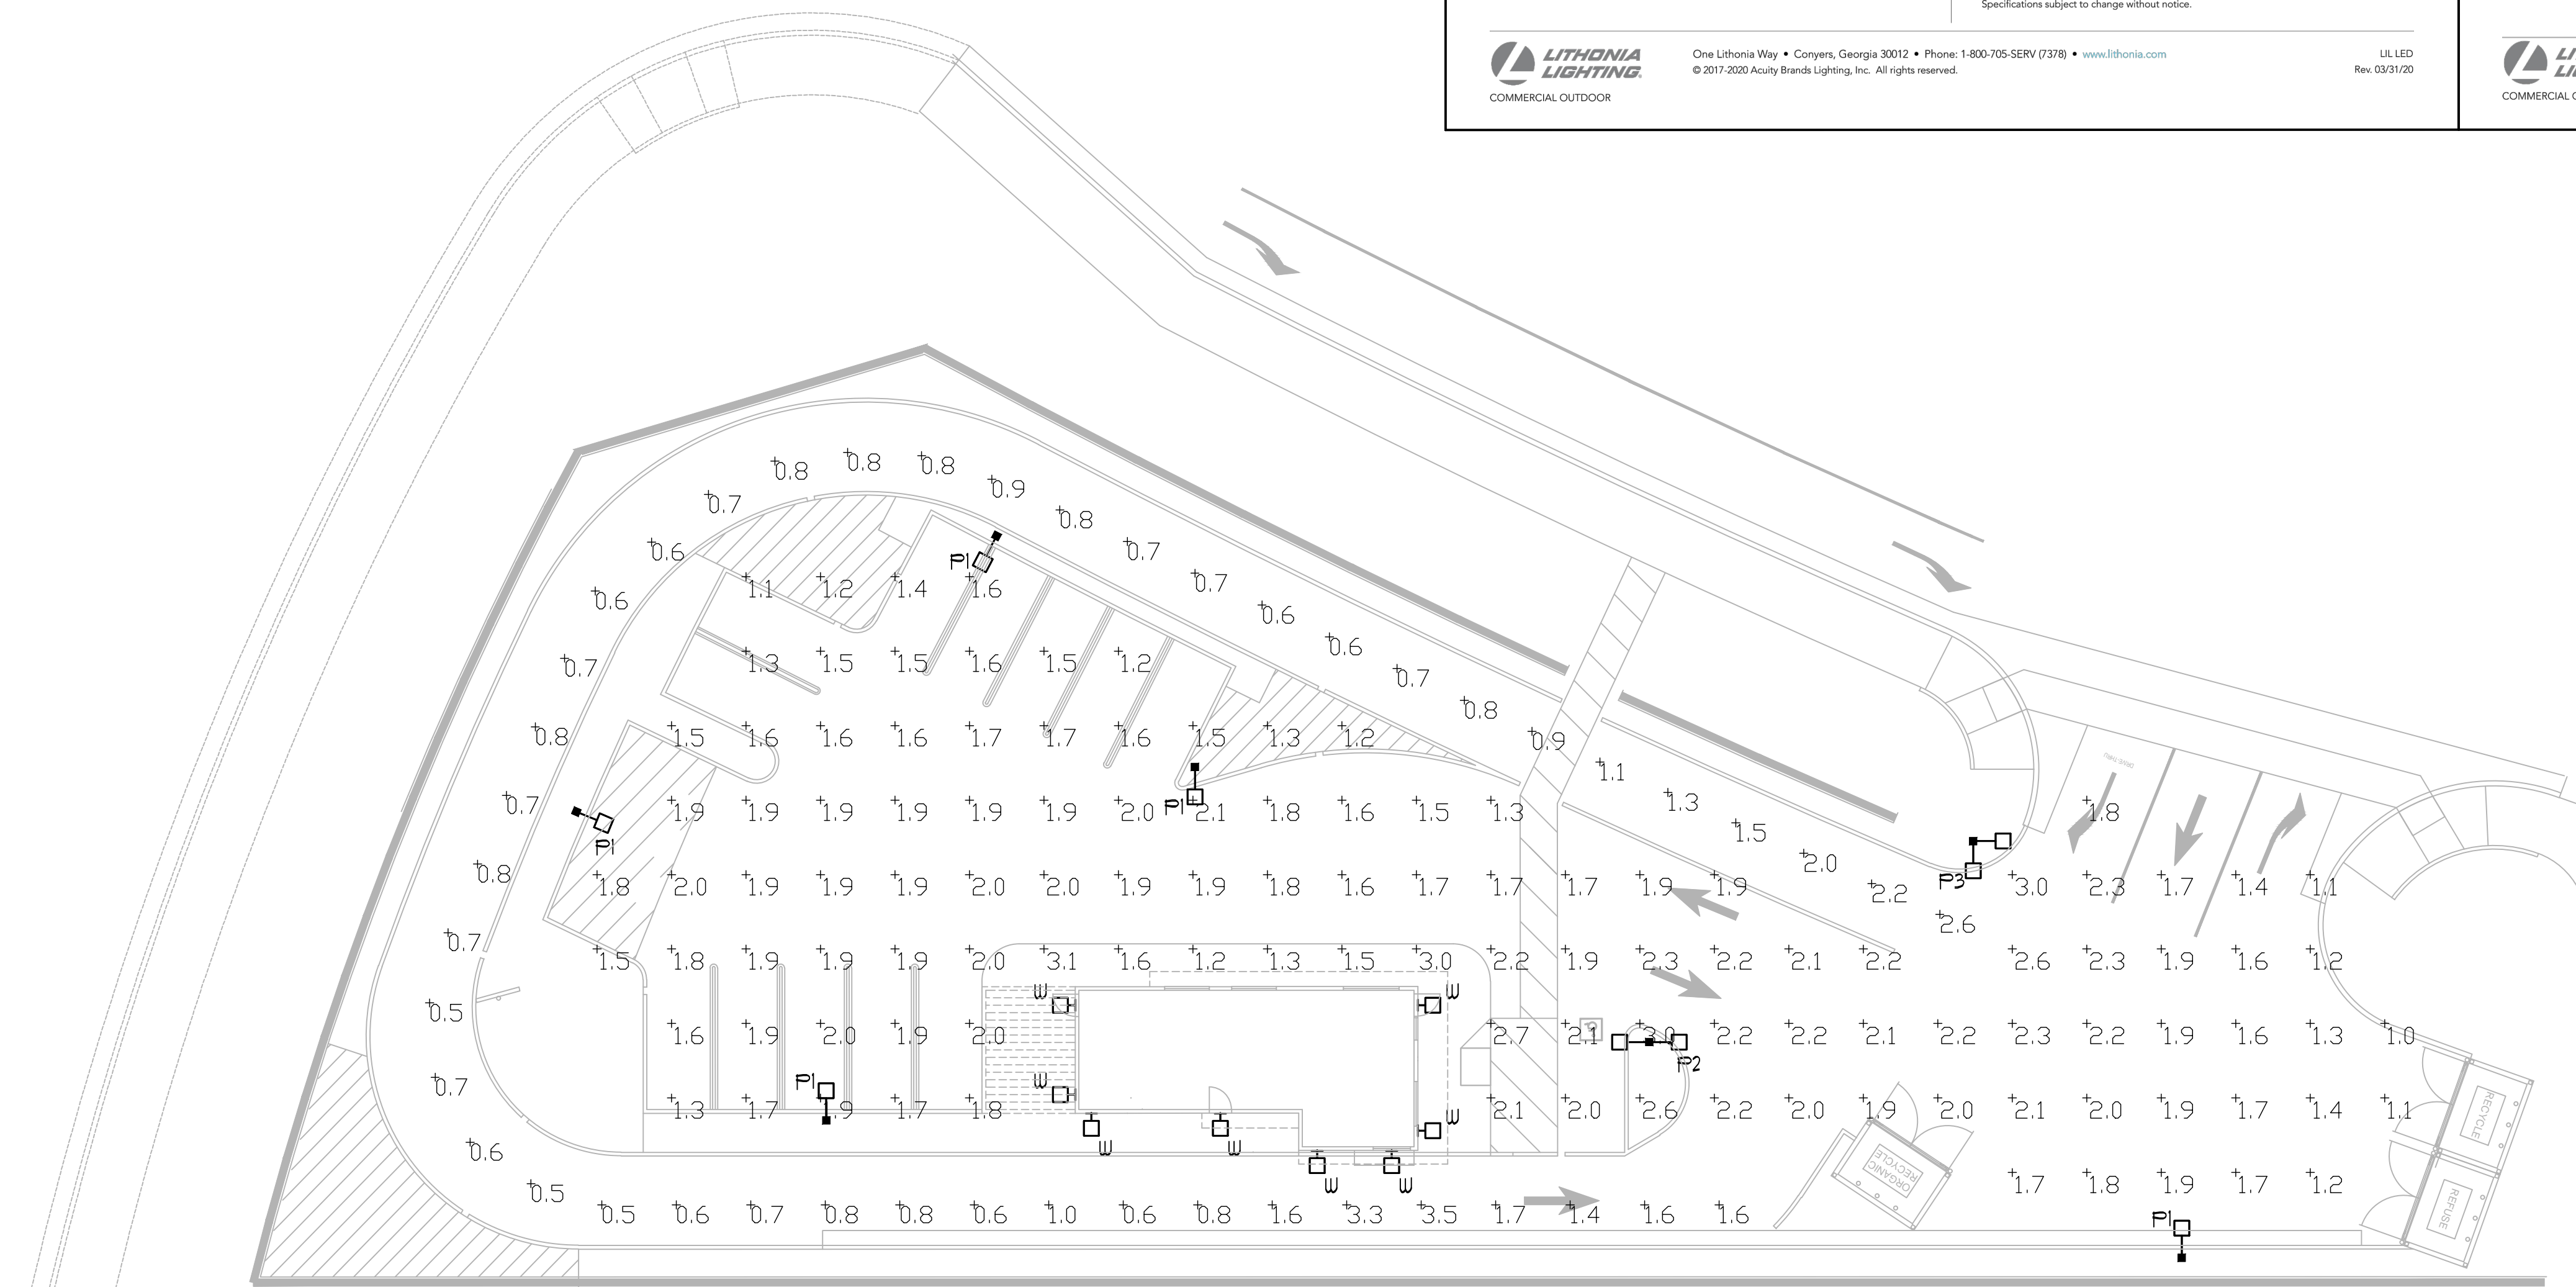 Specifications subject to change without notice.
LITHONIA
LIGHTING®
COMMERCIAL OUTDOOR
One Lithonia Way • Conyers, Georgia 30012 • Phone: 1-800-705-SERV (7378) • www.lithonia.com
© 2017-2020 Acuity Brands Lighting, Inc. All rights reserved.
LIL LED
Rev. 03/31/20
COMMERCIAL
0.8 0.8 0.8
0.7 0.9
0.6 0.8 0.7
P1
1.1 1.2 1.4 1.6 0.7
0.6 0.6
0.7 1.3 1.5 1.5 1.6 1.5 1.2 0.6
0.7
0.8
0.8 1.5 1.6 1.6 1.6 1.7 1.7 1.6 1.5 1.3 1.2 0.9
1.1
DRIVE-THRU
0.7 1.9 1.9 1.9 1.9 1.9 1.9 2.0 P1 2.1 1.8 1.6 1.5 1.3 1.3 1.8
P1
1.5
2.0
0.8 1.8 2.0 1.9 1.9 1.9 2.0 2.0 1.9 1.9 1.8 1.6 1.7 1.7 1.7 1.9 1.9 2.2 P3 3.0 2.3 1.7 1.4 1.1
2.6
0.7 1.5 1.8 1.9 1.9 1.9 2.0 3.1 1.6 1.2 1.3 1.5 3.0 2.2 1.9 2.3 2.2 2.1 2.2 2.6 2.3 1.9 1.6 1.2
W W
0.5 1.6 1.9 2.0 1.9 2.0 2.7 2.1 3.0 2.2 2.2 2.1 2.2 2.3 2.2 1.9 1.6 1.3 1.0
P2
P1 W
0.7 1.3 1.7 1.9 1.7 1.8 2.1 2.0 2.6 2.2 2.0 1.9 2.0 2.1 2.0 1.9 1.7 1.4 1.1
W
RECYCLE
0.6 W W
ORGANIC
RECYCLE
0.5 W W 1.7 1.8 1.9 1.7 1.2
REFUSE
0.5 0.6 0.7 0.8 0.8 0.6 1.0 0.6 0.8 1.6 3.3 3.5 1.7 1.4 1.6 1.6
P1